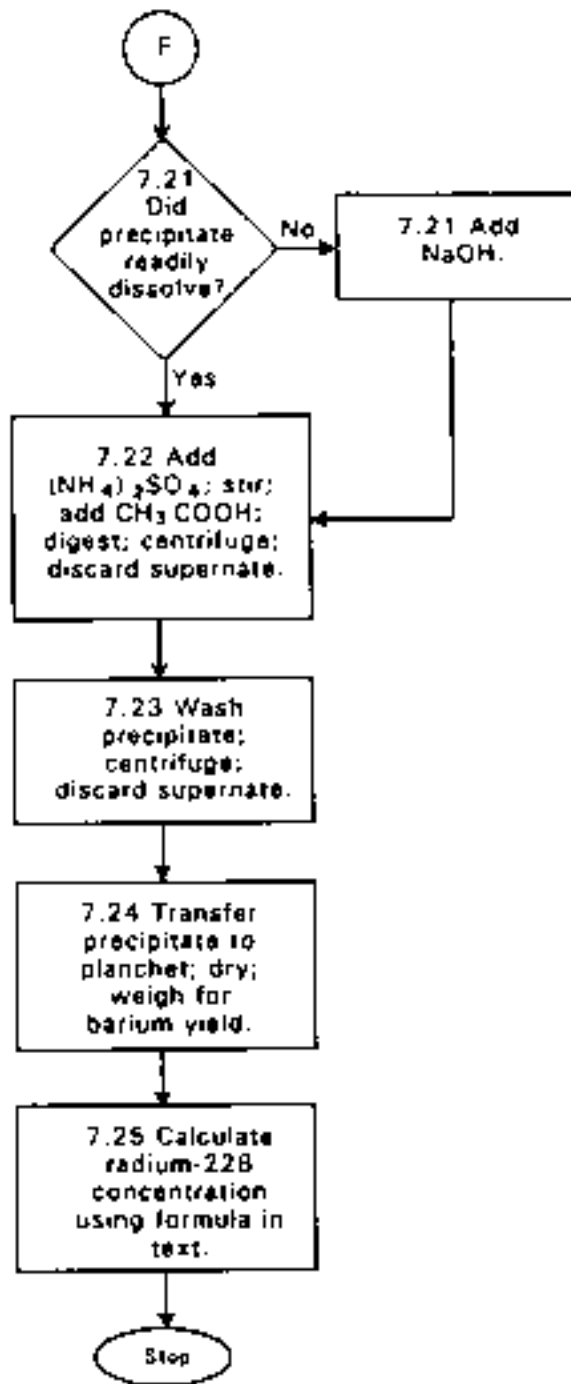 F
7.21
Did
precipitate
readily
dissolve?
No
7.21 Add
NaOH.
Yes
7.22 Add
(NH4)2SO4; stir;
add CH3COOH;
digest; centrifuge;
discard supernate.
7.23 Wash
precipitate;
centrifuge;
discard supernate.
7.24 Transfer
precipitate to
planchet; dry;
weigh for
barium yield.
7.25 Calculate
radium-228
concentration
using formula in
text.
Stop